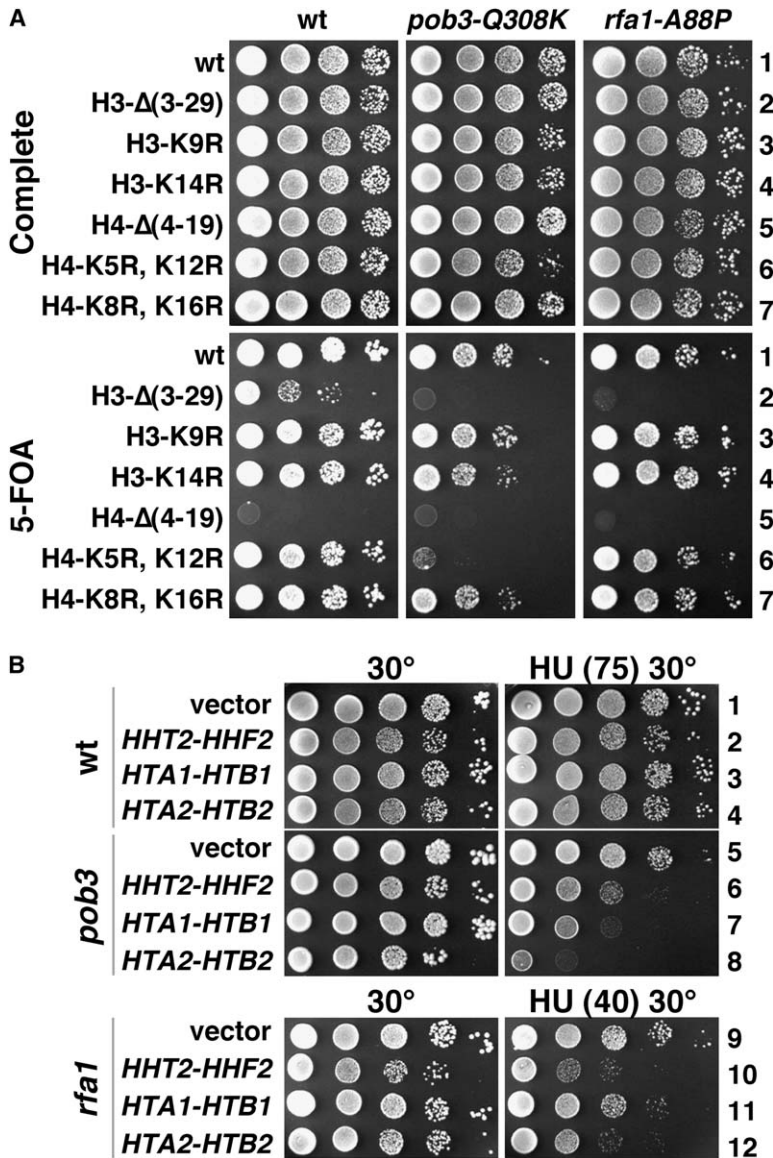 A
wt pob3-Q308K rfa1-A88P
Complete
wt 1
H3-Δ(3-29) 2
H3-K9R 3
H3-K14R 4
H4-Δ(4-19) 5
H4-K5R, K12R 6
H4-K8R, K16R 7
5-FOA
wt 1
H3-Δ(3-29) 2
H3-K9R 3
H3-K14R 4
H4-Δ(4-19) 5
H4-K5R, K12R 6
H4-K8R, K16R 7
B
30° HU (75) 30°
wt
vector 1
HHT2-HHF2 2
HTA1-HTB1 3
HTA2-HTB2 4
pob3
vector 5
HHT2-HHF2 6
HTA1-HTB1 7
HTA2-HTB2 8
30° HU (40) 30°
rfa1
vector 9
HHT2-HHF2 10
HTA1-HTB1 11
HTA2-HTB2 12